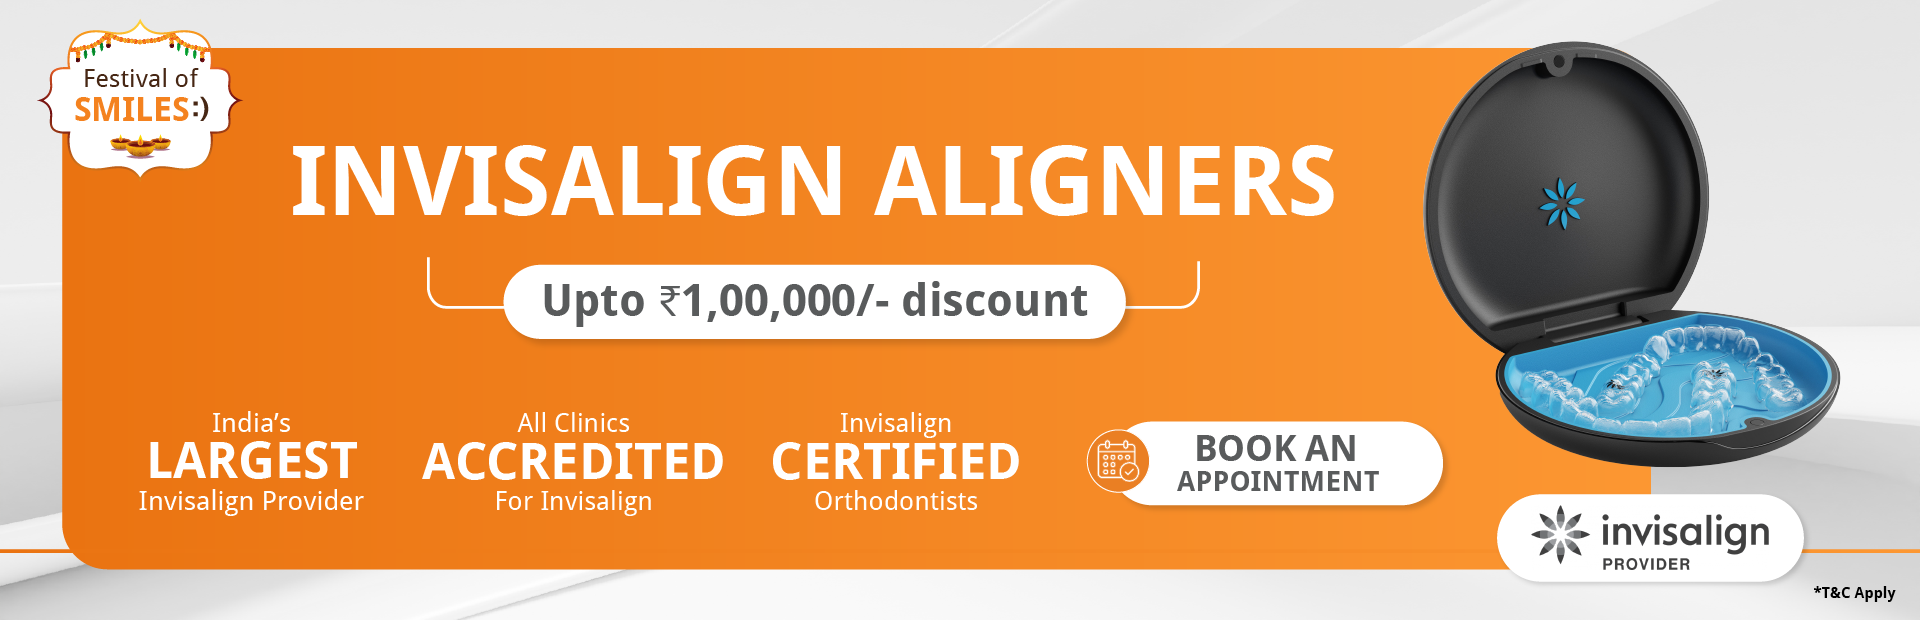 Festival of
SMILES:)
INVISALIGN ALIGNERS
Upto ₹1,00,000/- discount
India’s
LARGEST
Invisalign Provider
All Clinics
ACCREDITED
For Invisalign
Invisalign
CERTIFIED
Orthodontists
BOOK AN
APPOINTMENT
invisalign
PROVIDER
*T&C Apply